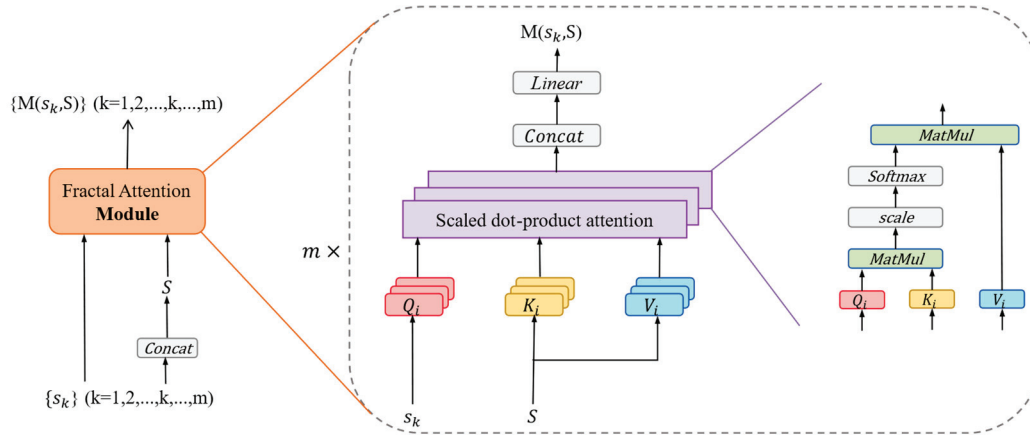 {M(s_k,S)} (k=1,2,...,k,...,m)
Fractal Attention
Module
S
Concat
{s_k} (k=1,2,...,k,...,m)
m ×
M(s_k,S)
Linear
Concat
Scaled dot-product attention
Q_i
K_i
V_i
s_k
S
MatMul
Softmax
scale
MatMul
Q_i
K_i
V_i